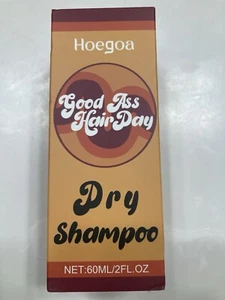 Hoegoa
Good Ass
Hair Day
Dry
Shampoo
NET:60ML/2FL.OZ